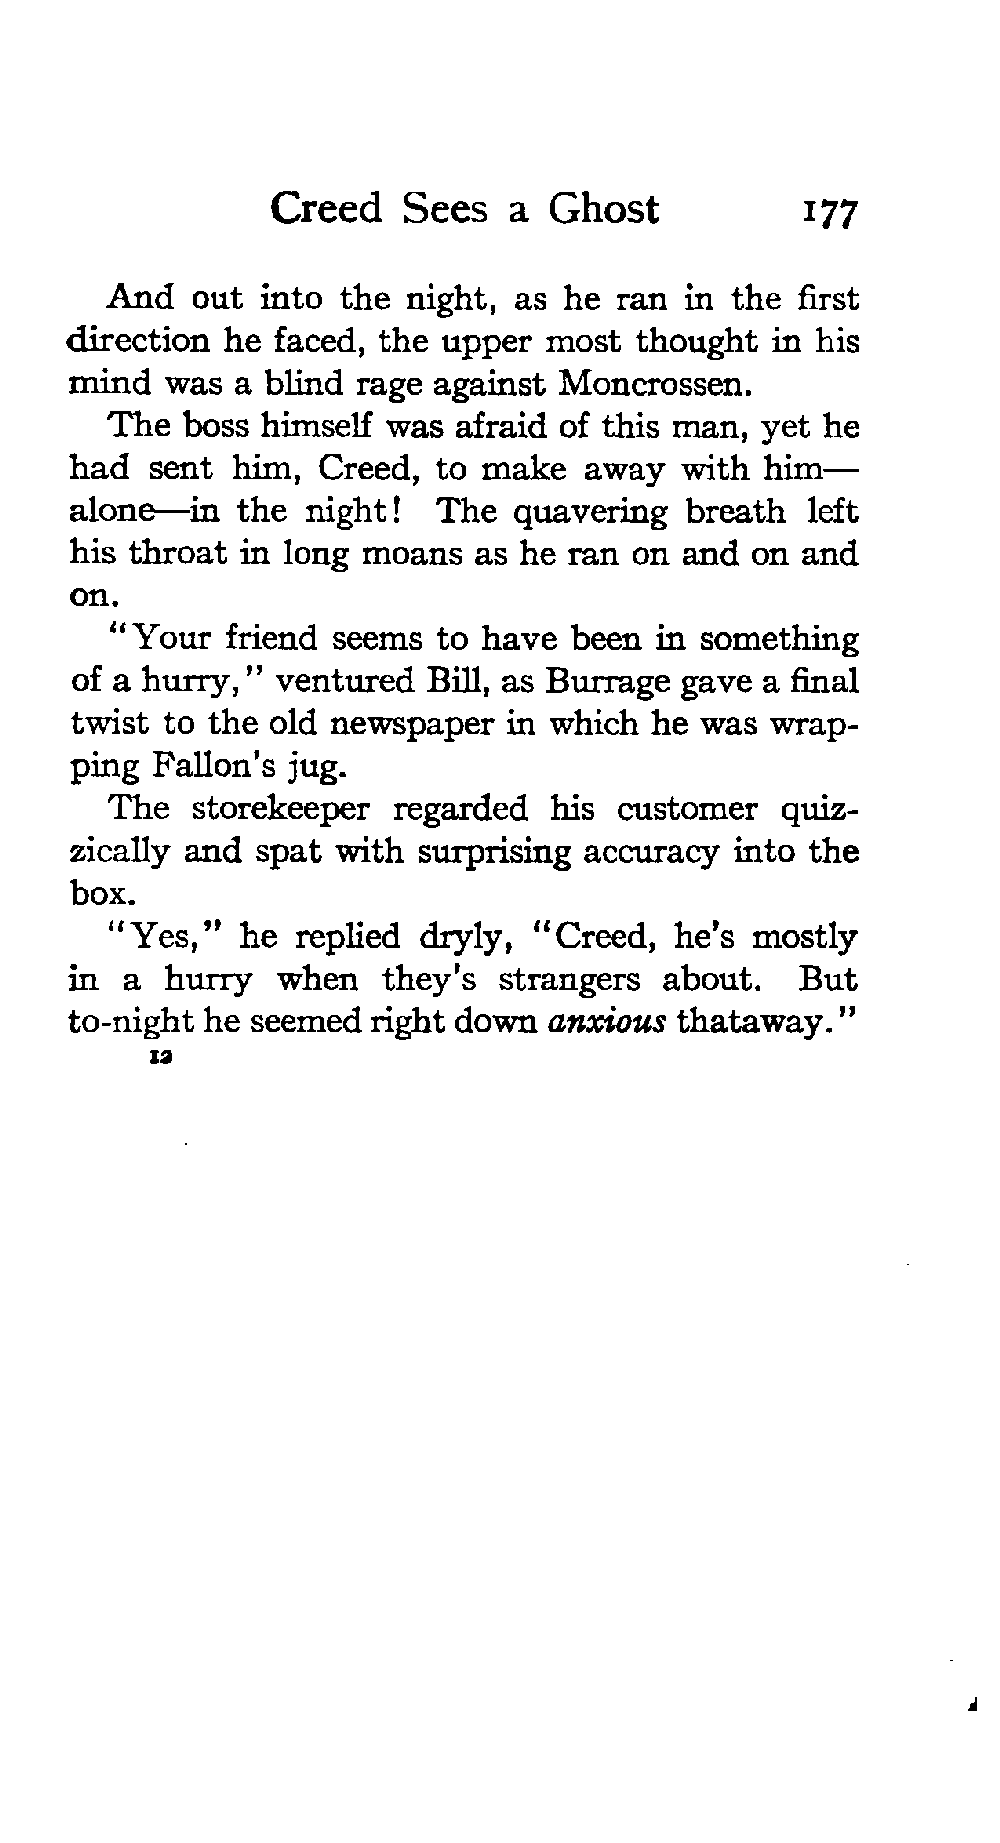 Creed Sees a Ghost 177
And out into the night, as he ran in the first
direction he faced, the upper most thought in his
mind was a blind rage against Moncrossen.
The boss himself was afraid of this man, yet he
had sent him, Creed, to make away with him—
alone—in the night! The quavering breath left
his throat in long moans as he ran on and on and
on.
"Your friend seems to have been in something
of a hurry," ventured Bill, as Burrage gave a final
twist to the old newspaper in which he was wrap-
ping Fallon's jug.
The storekeeper regarded his customer quiz-
zically and spat with surprising accuracy into the
box.
"Yes," he replied dryly, "Creed, he's mostly
in a hurry when they's strangers about. But
to-night he seemed right down anxious thataway."
12